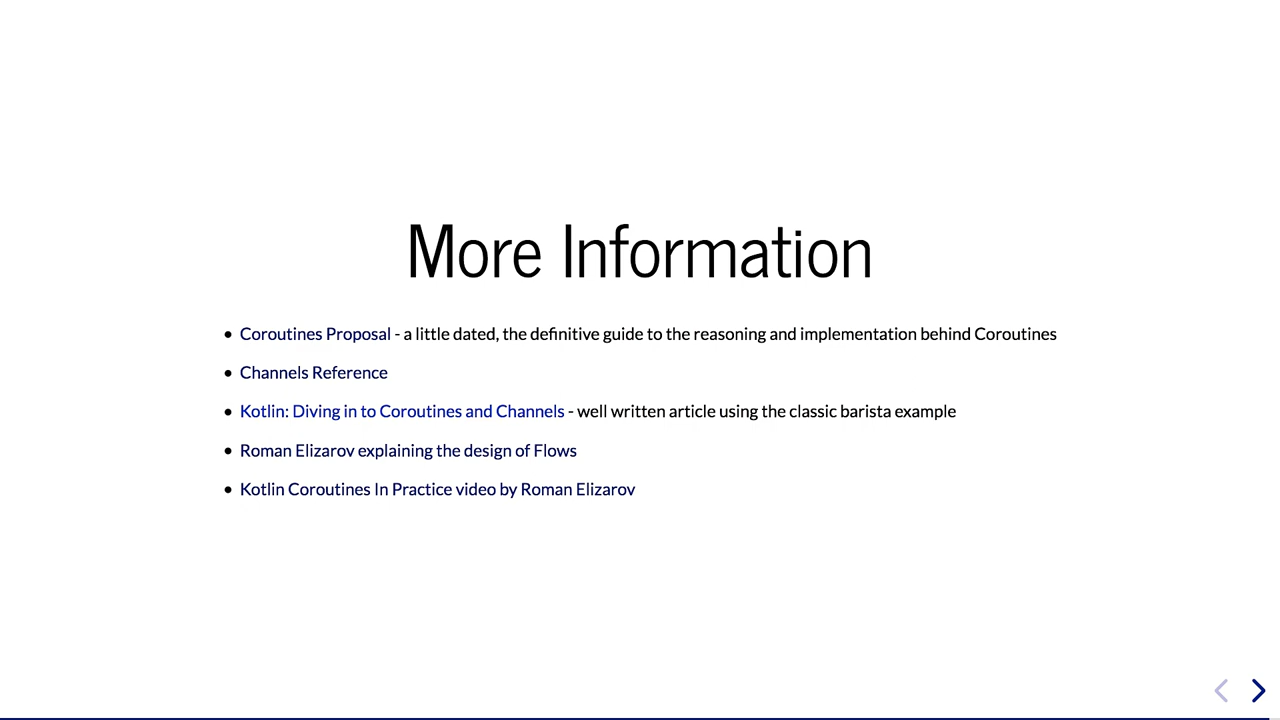 More Information
• Coroutines Proposal - a little dated, the definitive guide to the reasoning and implementation behind Coroutines
• Channels Reference
• Kotlin: Diving in to Coroutines and Channels - well written article using the classic barista example
• Roman Elizarov explaining the design of Flows
• Kotlin Coroutines In Practice video by Roman Elizarov